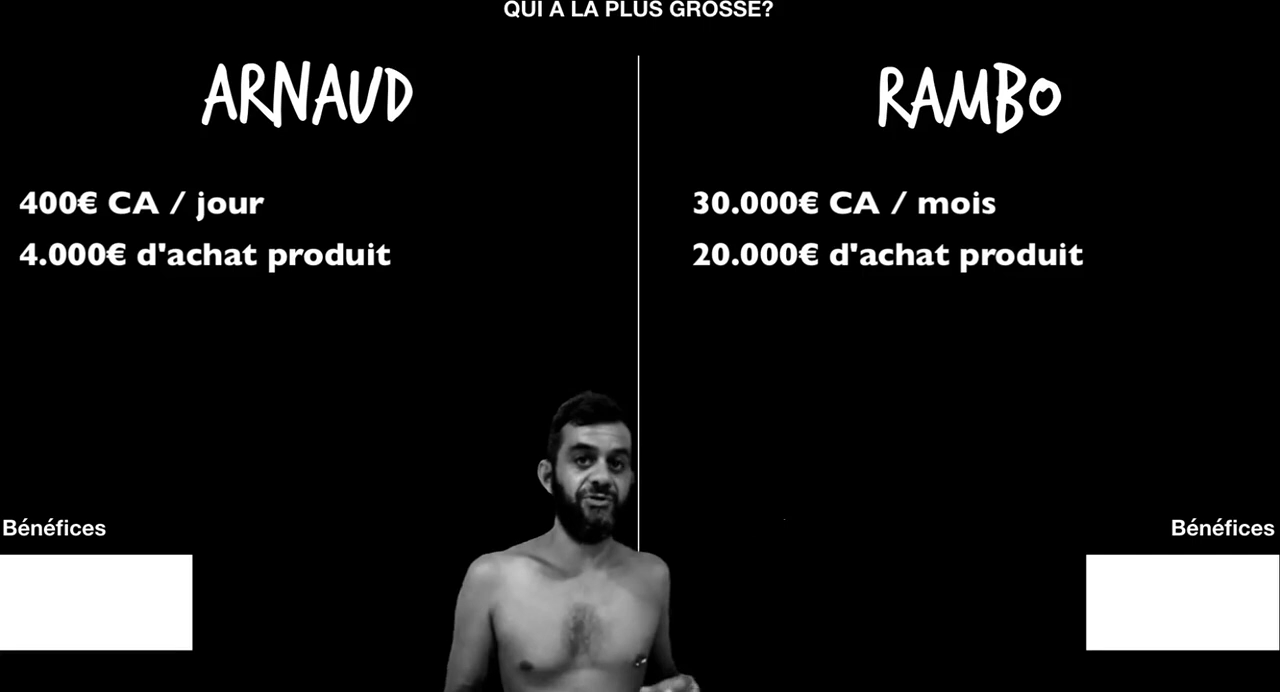 QUI A LA PLUS GROSSE?
ARNAUD
400€ CA / jour
4.000€ d'achat produit
RAMBO
30.000€ CA / mois
20.000€ d'achat produit
Bénéfices
Bénéfices